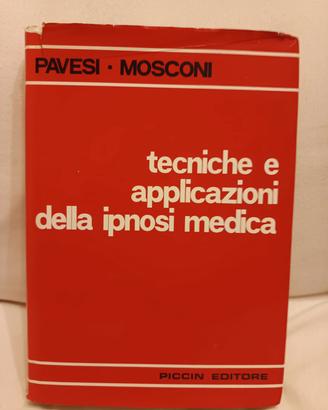 PAVESI • MOSCONI
tecniche e
applicazioni
della ipnosi medica
PICCIN EDITORE